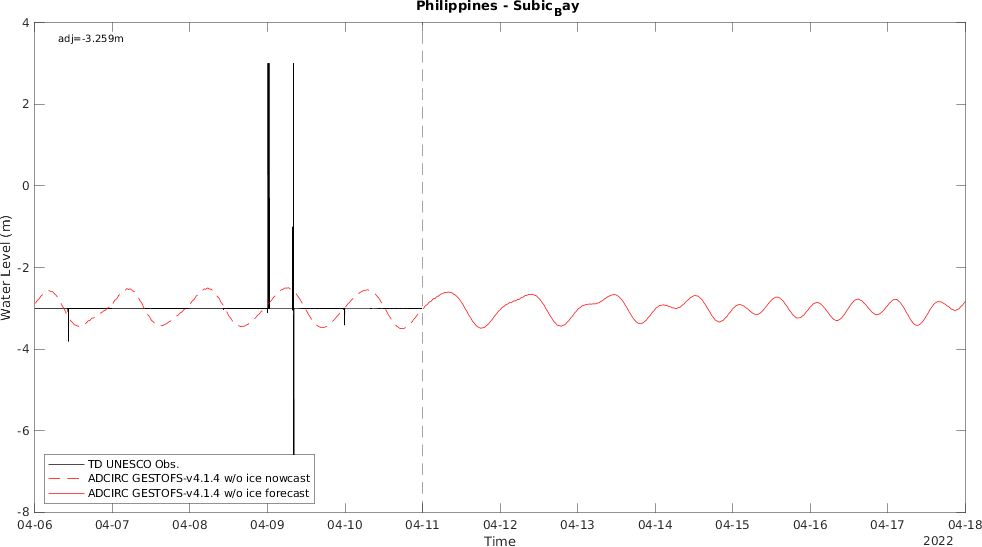 Philippines - Subic_Bay
adj=-3.259m
4
2
0
-2
-4
-6
-8
Water Level (m)
TD UNESCO Obs.
ADCIRC GESTOFS-v4.1.4 w/o ice nowcast
ADCIRC GESTOFS-v4.1.4 w/o ice forecast
04-06 04-07 04-08 04-09 04-10 04-11 04-12 04-13 04-14 04-15 04-16 04-17 04-18
Time
2022